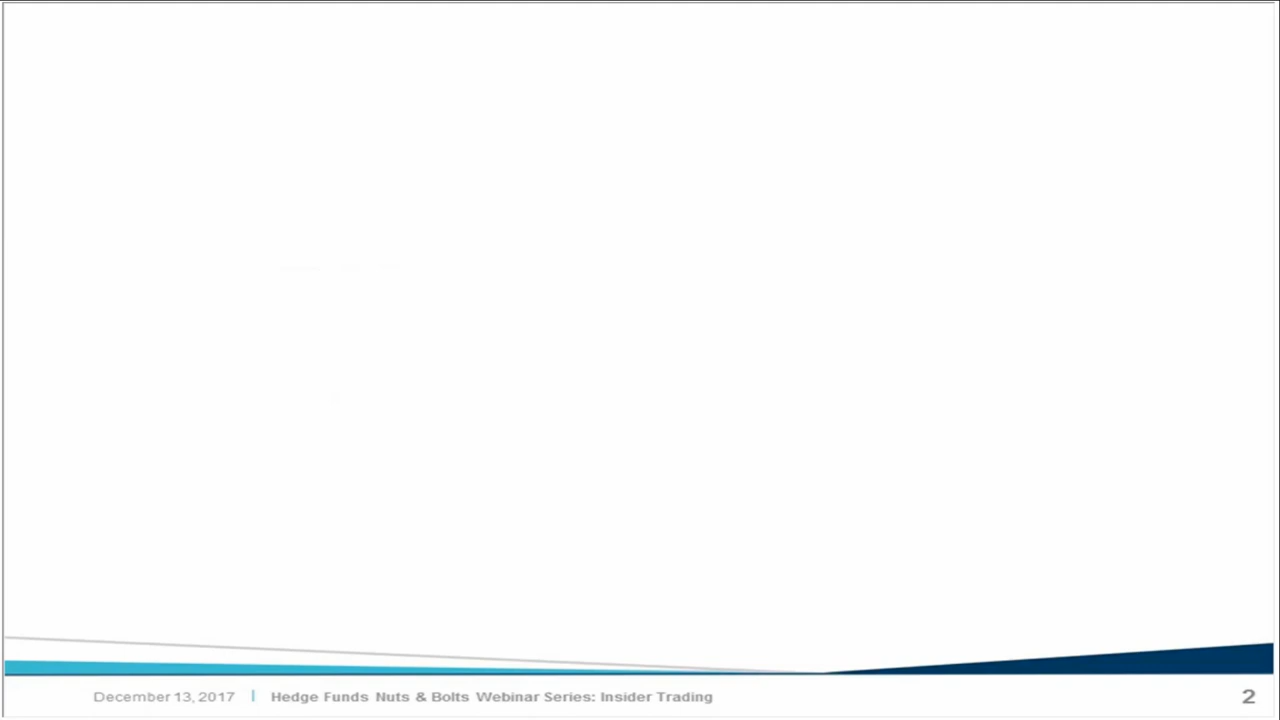 December 13, 2017 | Hedge Funds Nuts & Bolts Webinar Series: Insider Trading 2